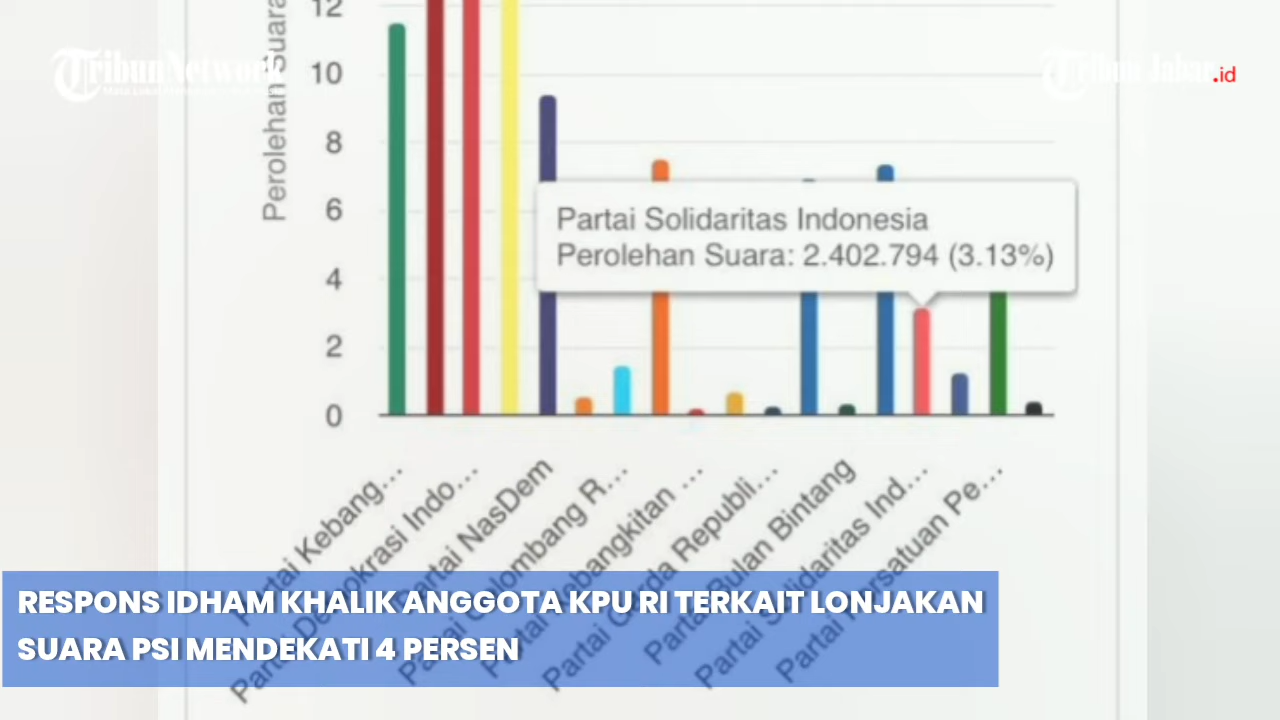 12
10
8
6
4
2
0
Perolehan Suara
TribunNetwork
Tribun Jabar.id
Partai Solidaritas Indonesia
Perolehan Suara: 2.402.794 (3.13%)
Partai Kebang...
Partai Demokrasi Indo...
Partai NasDem
Partai Gelombang R...
Partai Kebangkitan ...
Partai Garda Republi...
Partai Bulan Bintang
Partai Solidaritas Ind...
Partai Persatuan Pe...
RESPONS IDHAM KHALIK ANGGOTA KPU RI TERKAIT LONJAKAN
SUARA PSI MENDEKATI 4 PERSEN